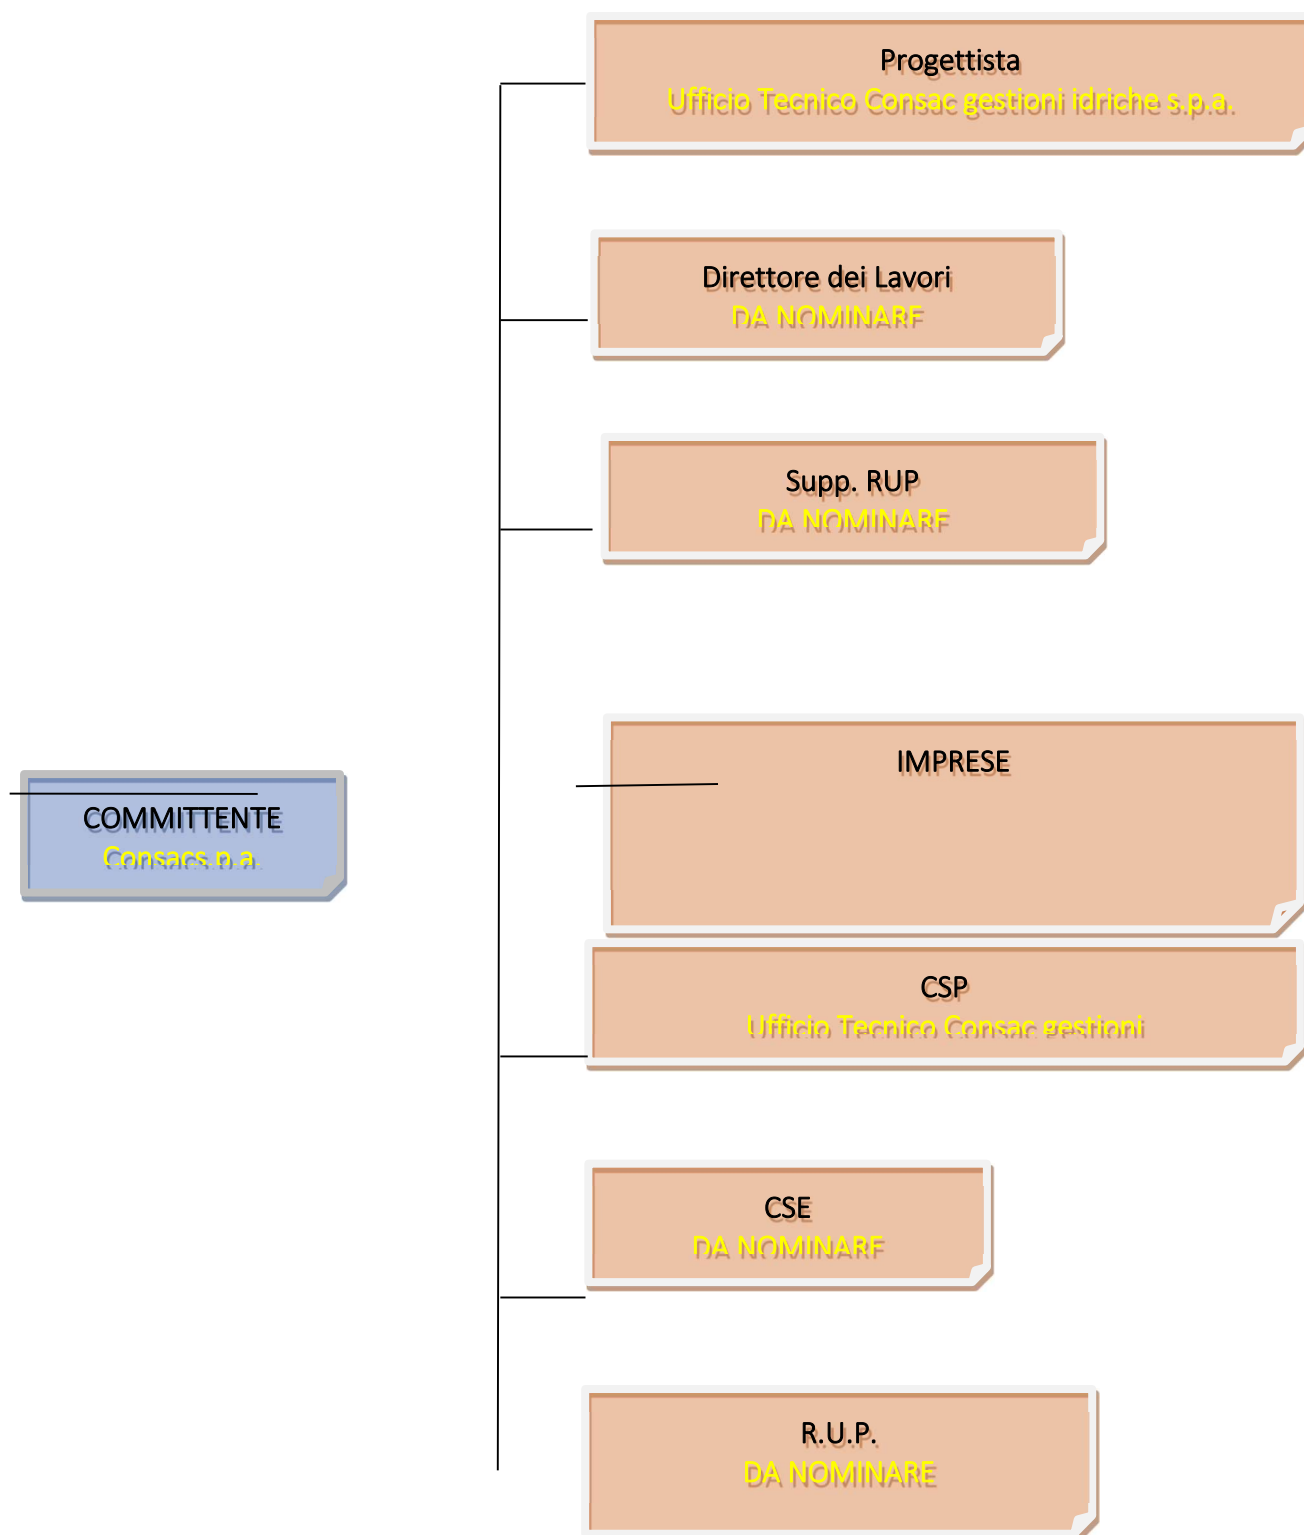 Progettista
Ufficio Tecnico Consac gestioni idriche s.p.a.
Direttore dei Lavori
DA NOMINARE
Supp. RUP
DA NOMINARE
IMPRESE
COMMITTENTE
Consacs.p.a.
CSP
Ufficio Tecnico Consac gestioni
CSE
DA NOMINARE
R.U.P.
DA NOMINARE